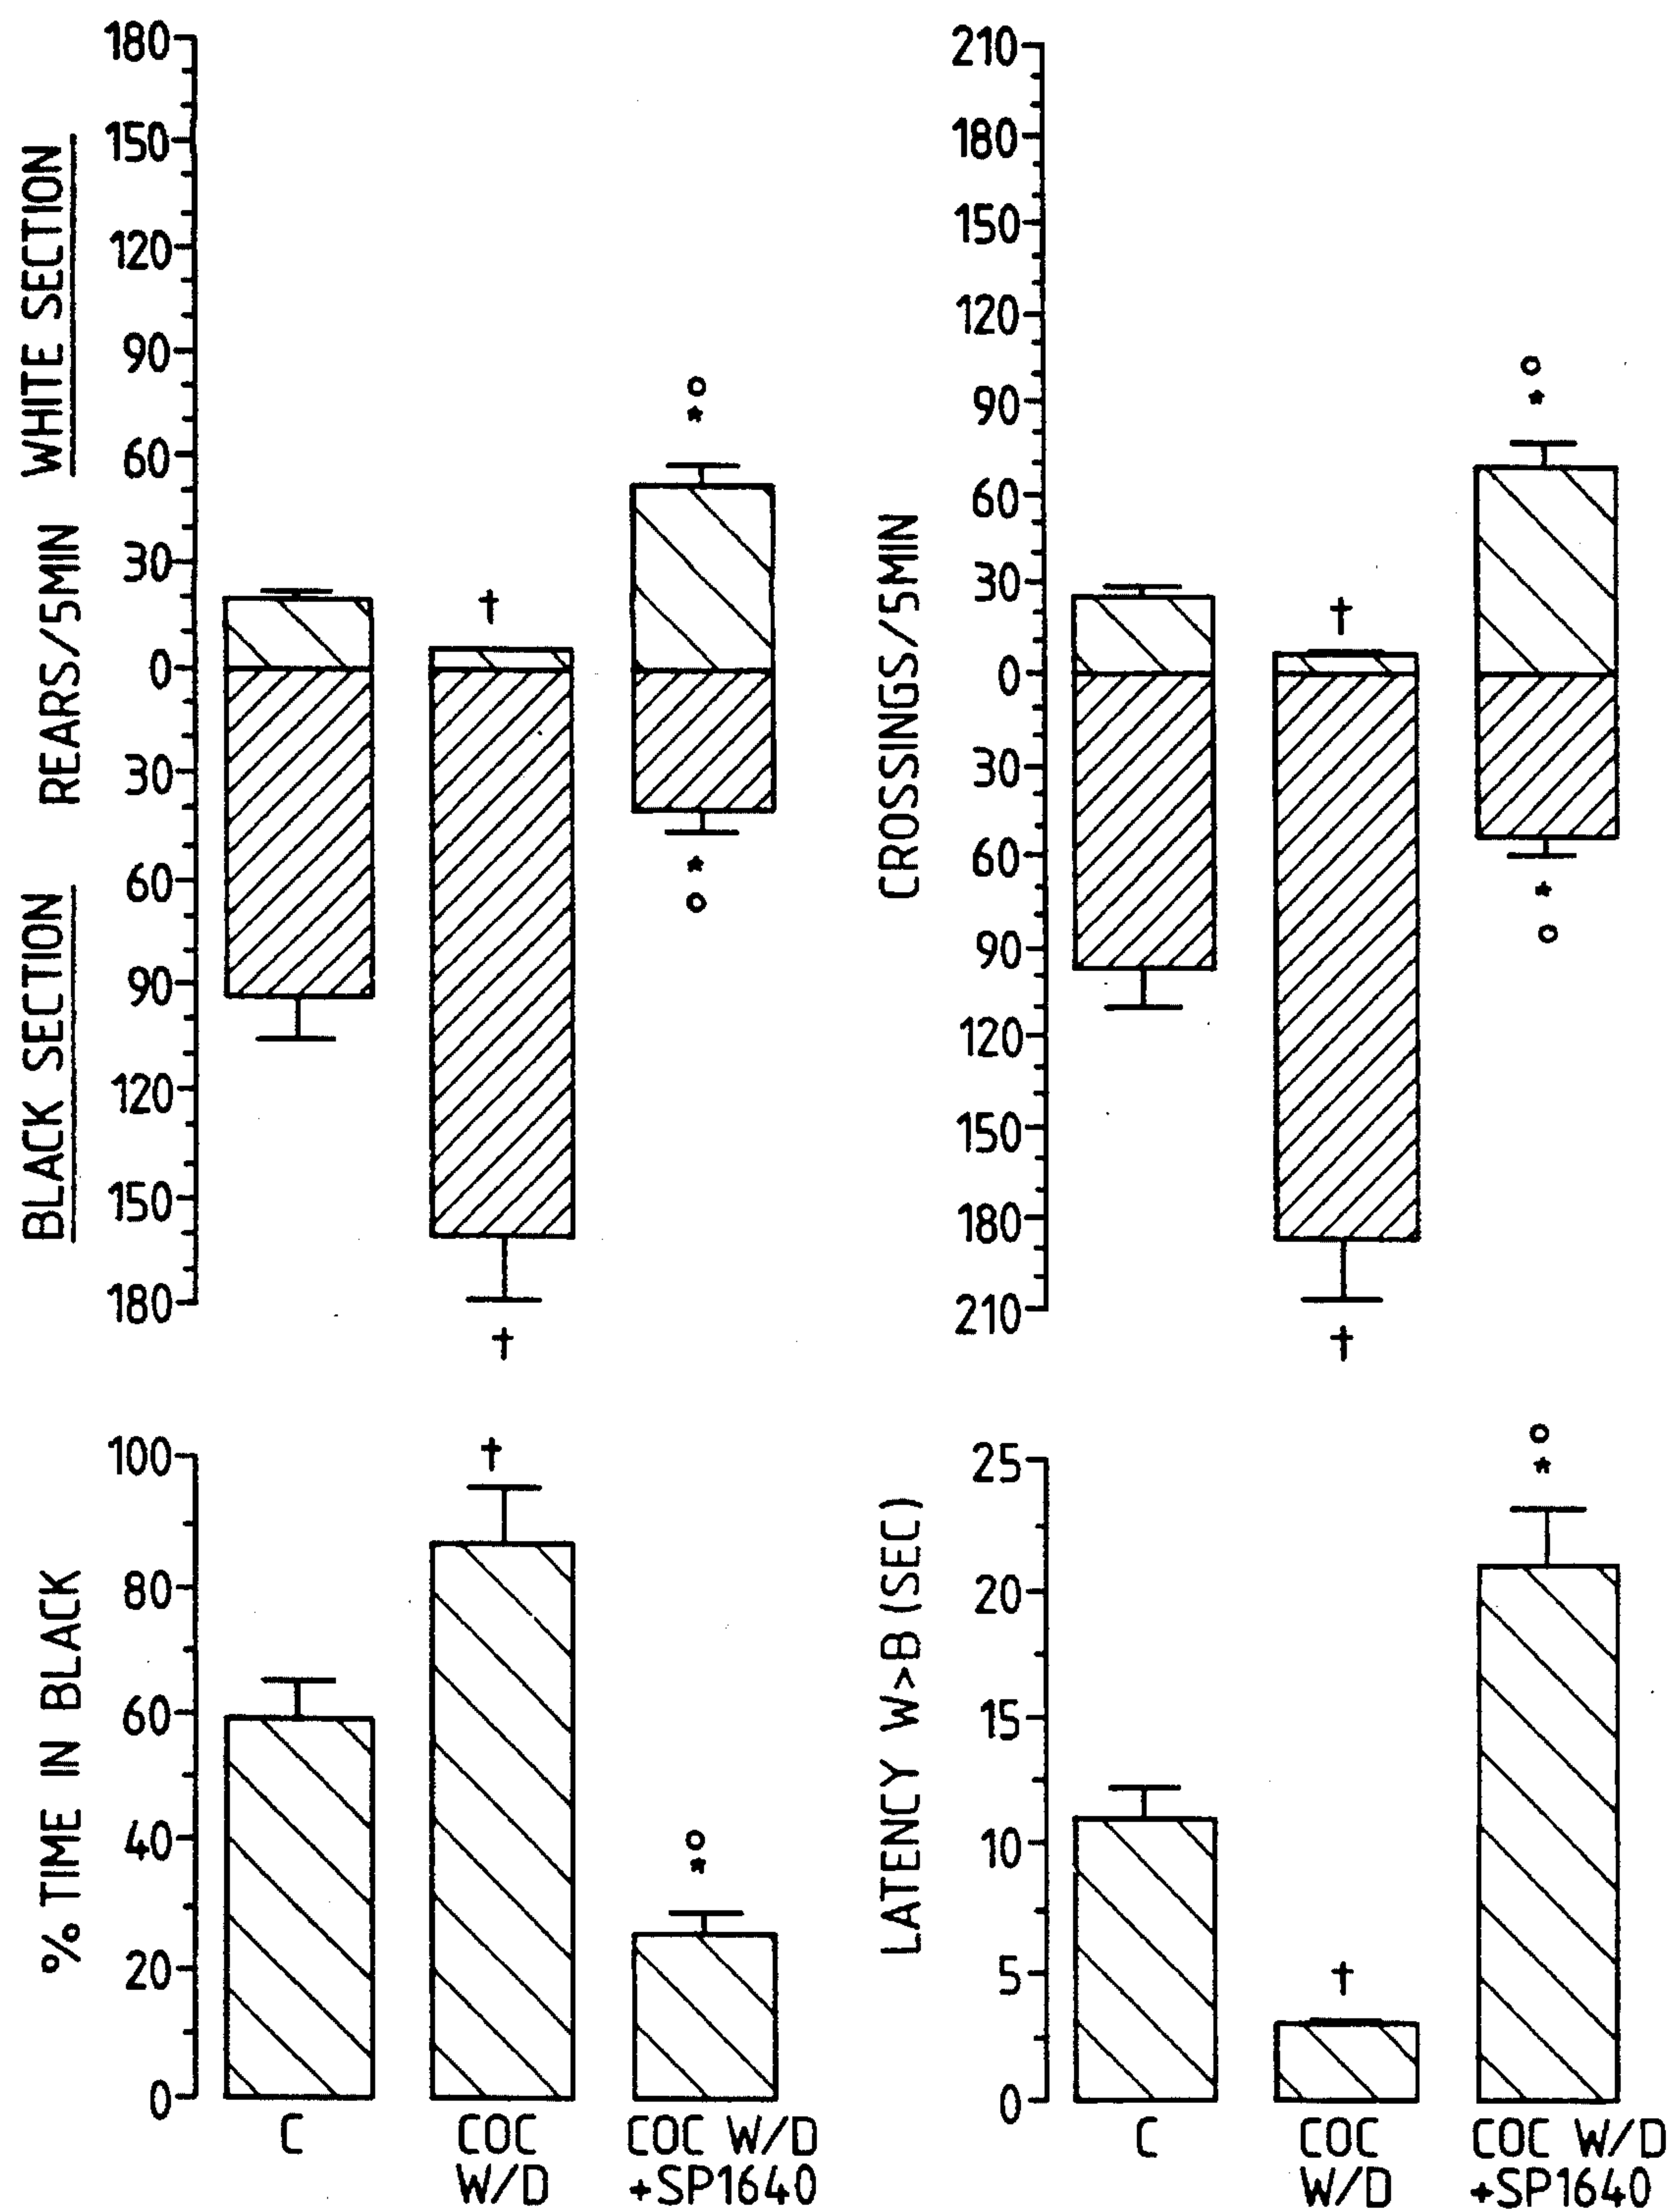 WHITE SECTION
REARS/5MIN
BLACK SECTION
180
150
120
90
60
30
0
30
60
90
120
150
180
o
*
†
*
o
†
CROSSINGS/5MIN
210
180
150
120
90
60
30
0
30
60
90
120
150
180
210
o
*
†
*
o
†
% TIME IN BLACK
100
80
60
40
20
0
†
o
*
C
COC
W/D
COC W/D
+SP1640
LATENCY W>B (SEC)
25
20
15
10
5
0
†
o
*
C
COC
W/D
COC W/D
+SP1640